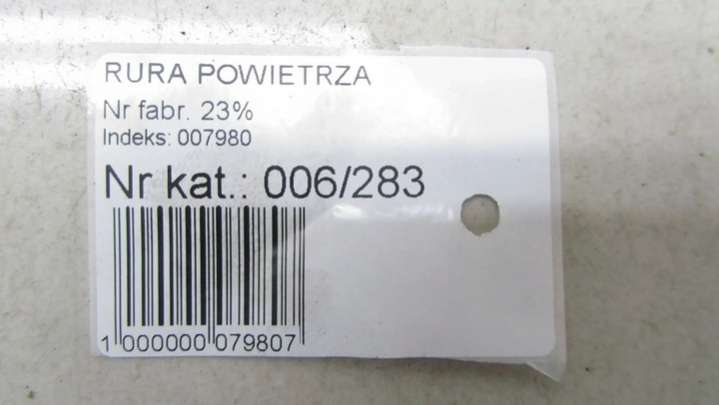 RURA POWIETRZA
Nr fabr. 23%
Indeks: 007980
Nr kat.: 006/283
1 000000 079807